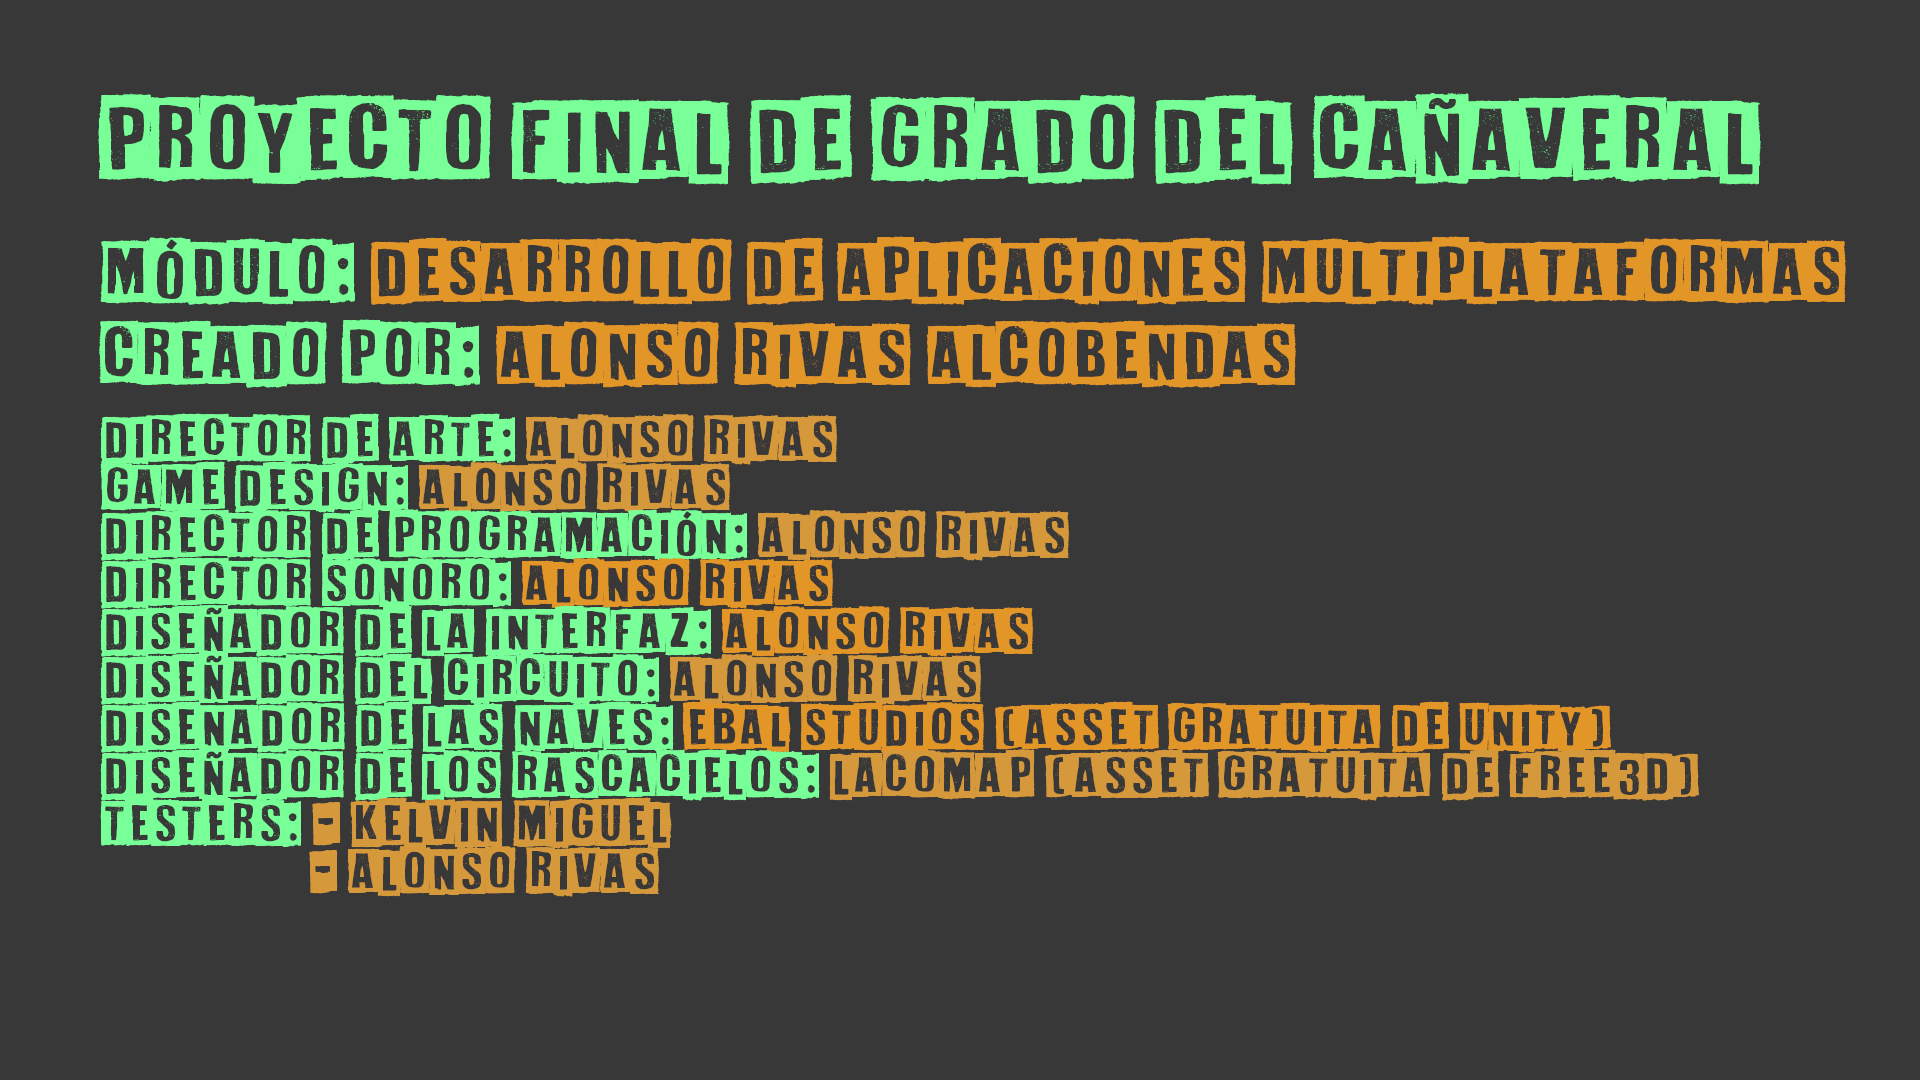 PROYECTO FINAL DE GRADO DEL CAÑAVERAL
MÓDULO: DESARROLLO DE APLICACIONES MULTIPLATAFORMAS
CREADO POR: ALONSO RIVAS ALCOBENDAS
DIRECTOR DE ARTE: ALONSO RIVAS
GAME DESIGN: ALONSO RIVAS
DIRECTOR DE PROGRAMACIÓN: ALONSO RIVAS
DIRECTOR SONORO: ALONSO RIVAS
DISEÑADOR DE LA INTERFAZ: ALONSO RIVAS
DISEÑADOR DEL CIRCUITO: ALONSO RIVAS
DISEÑADOR DE LAS NAVES: EBAL STUDIOS (ASSET GRATUITA DE UNITY)
DISEÑADOR DE LOS RASCACIELOS: LACOMAP (ASSET GRATUITA DE FREE3D)
TESTERS: - KELVIN MIGUEL
- ALONSO RIVAS